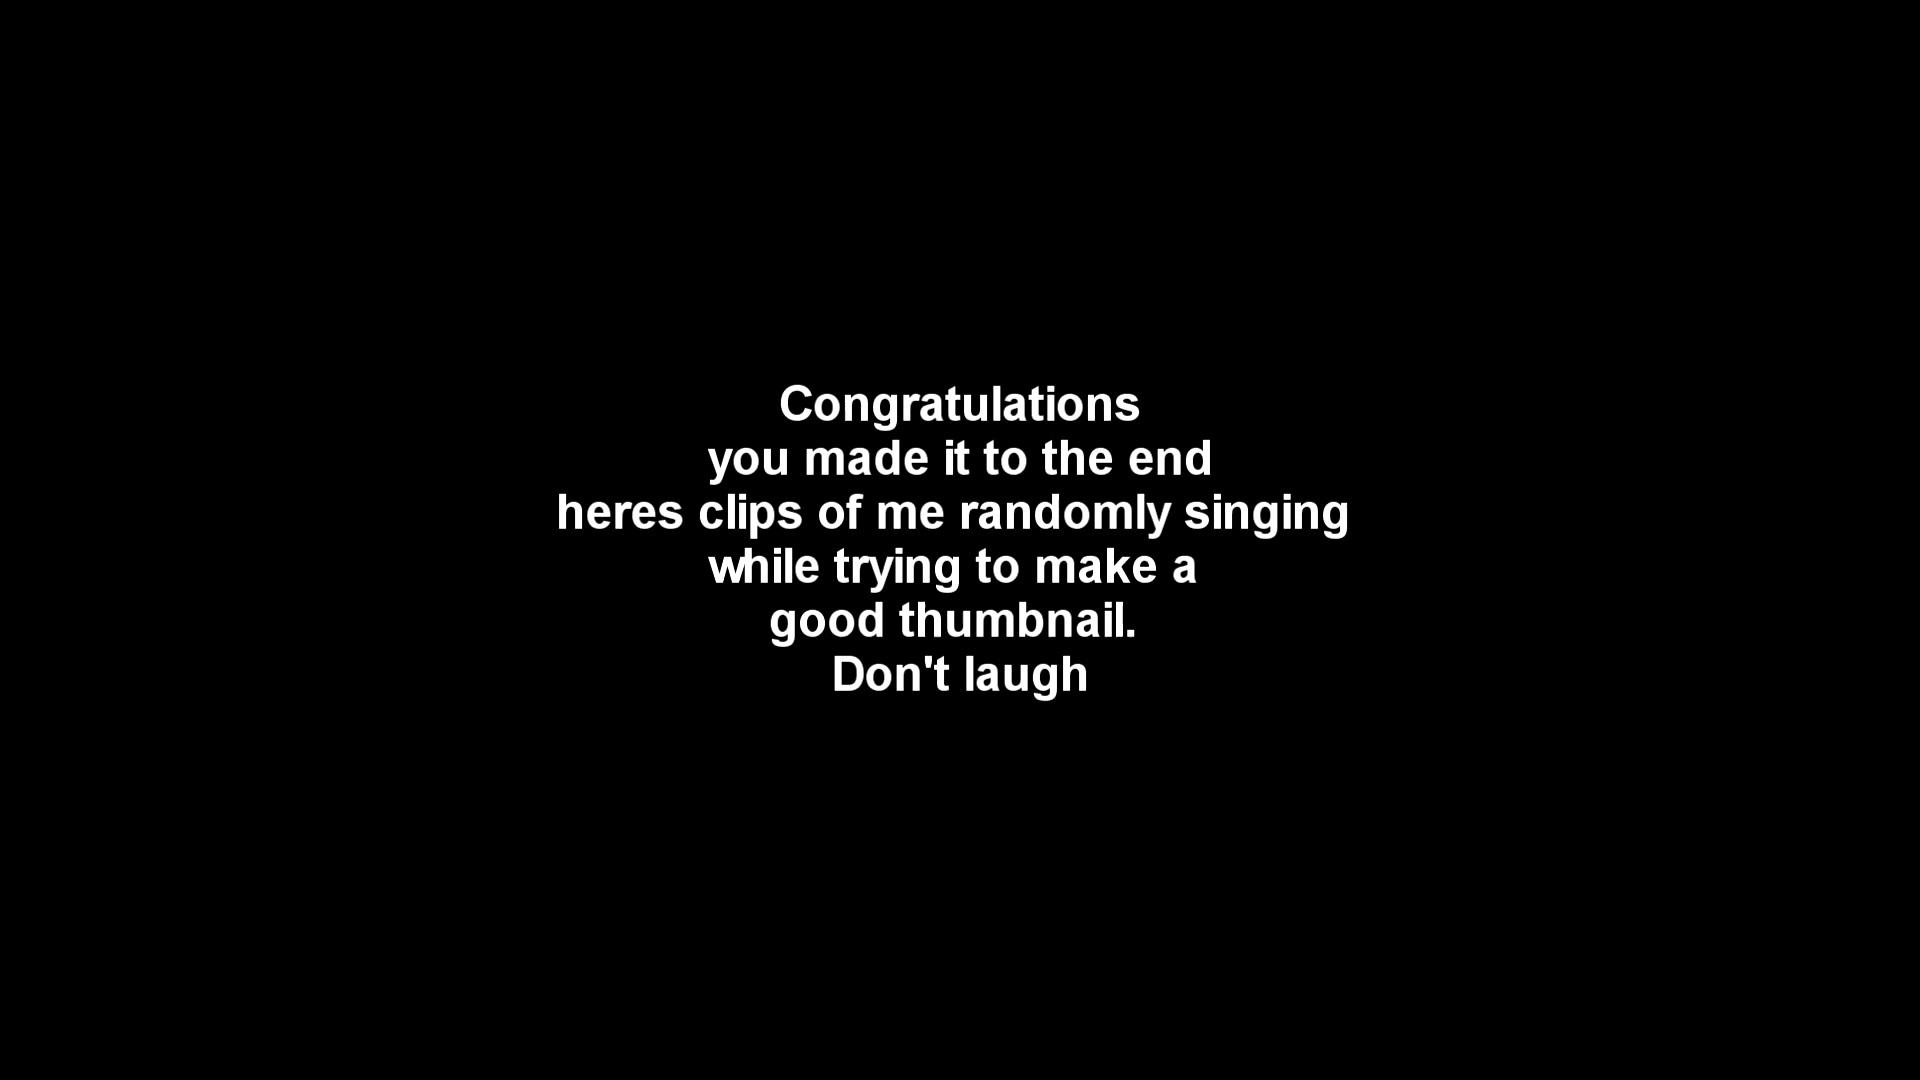 Congratulations
you made it to the end
heres clips of me randomly singing
while trying to make a
good thumbnail.
Don't laugh